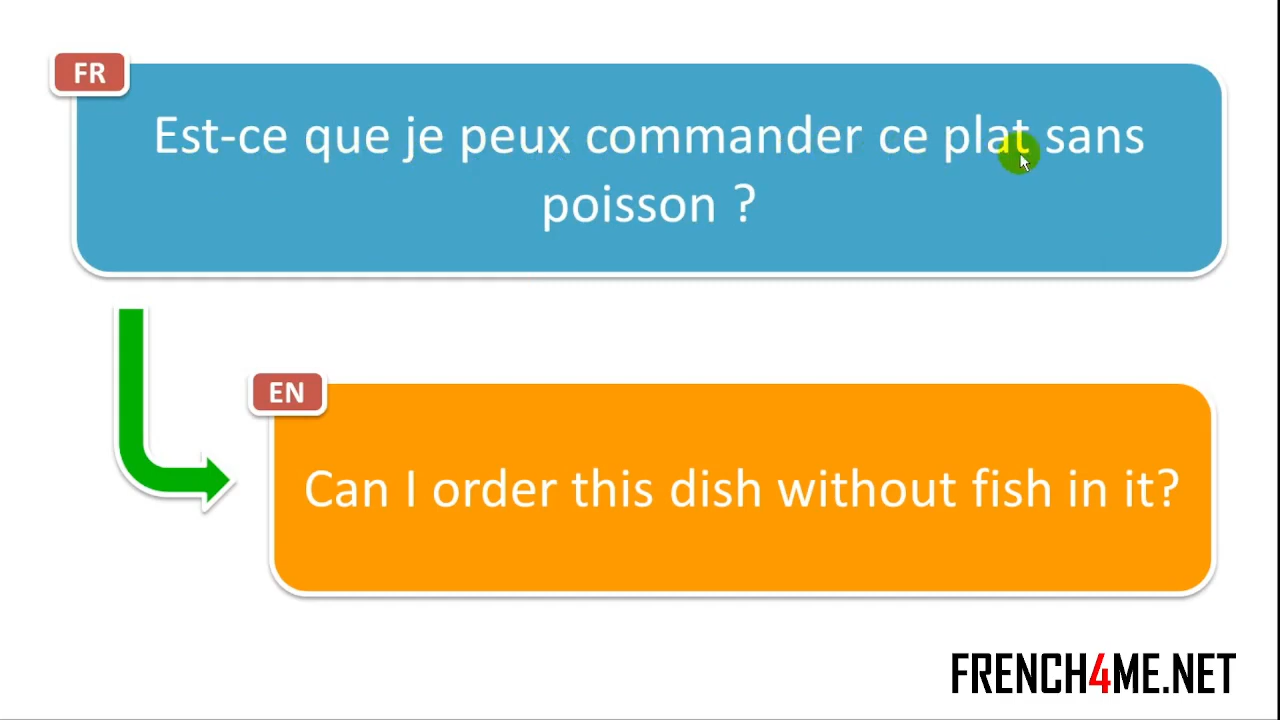 FR
Est-ce que je peux commander ce plat sans
poisson ?
EN
Can I order this dish without fish in it?
FRENCH4ME.NET